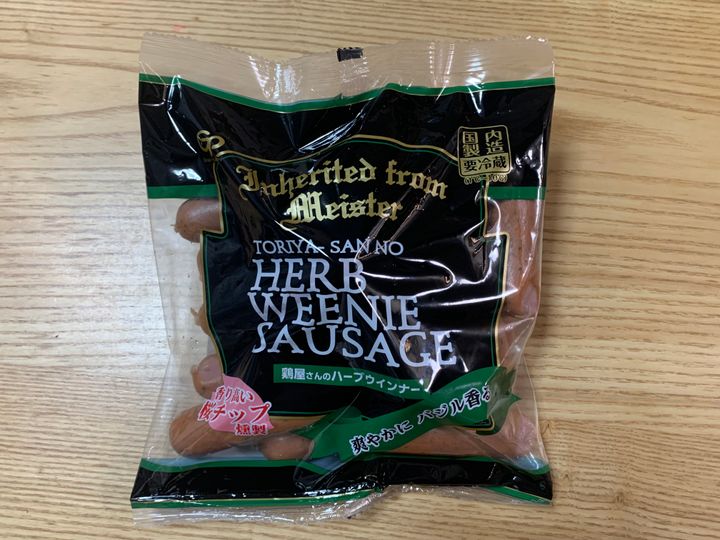 国内
製造
要冷蔵
Inherited from
Meister
TORIYA- SAN NO
HERB
WEENIE
SAUSAGE
鶏屋さんのハーブウインナー
香り高い
桜チップ
燻製
爽やかに バジル香る